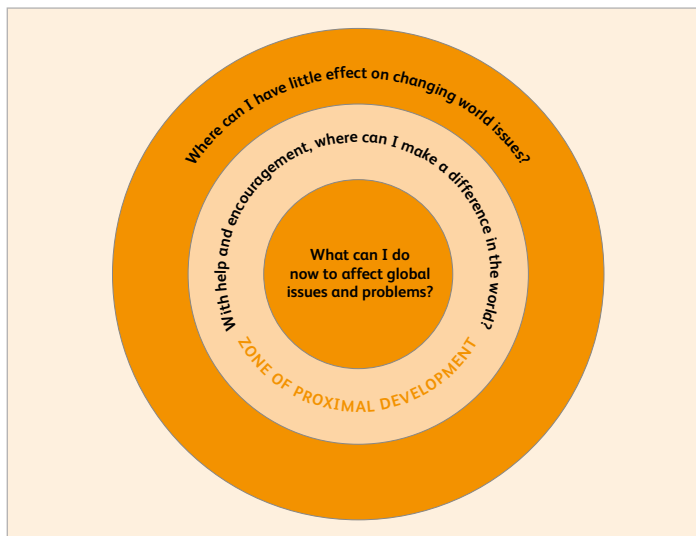 Where can I have little effect on changing world issues?
With help and encouragement, where can I make a difference in the world?
What can I do
now to affect global
issues and problems?
ZONE OF PROXIMAL DEVELOPMENT